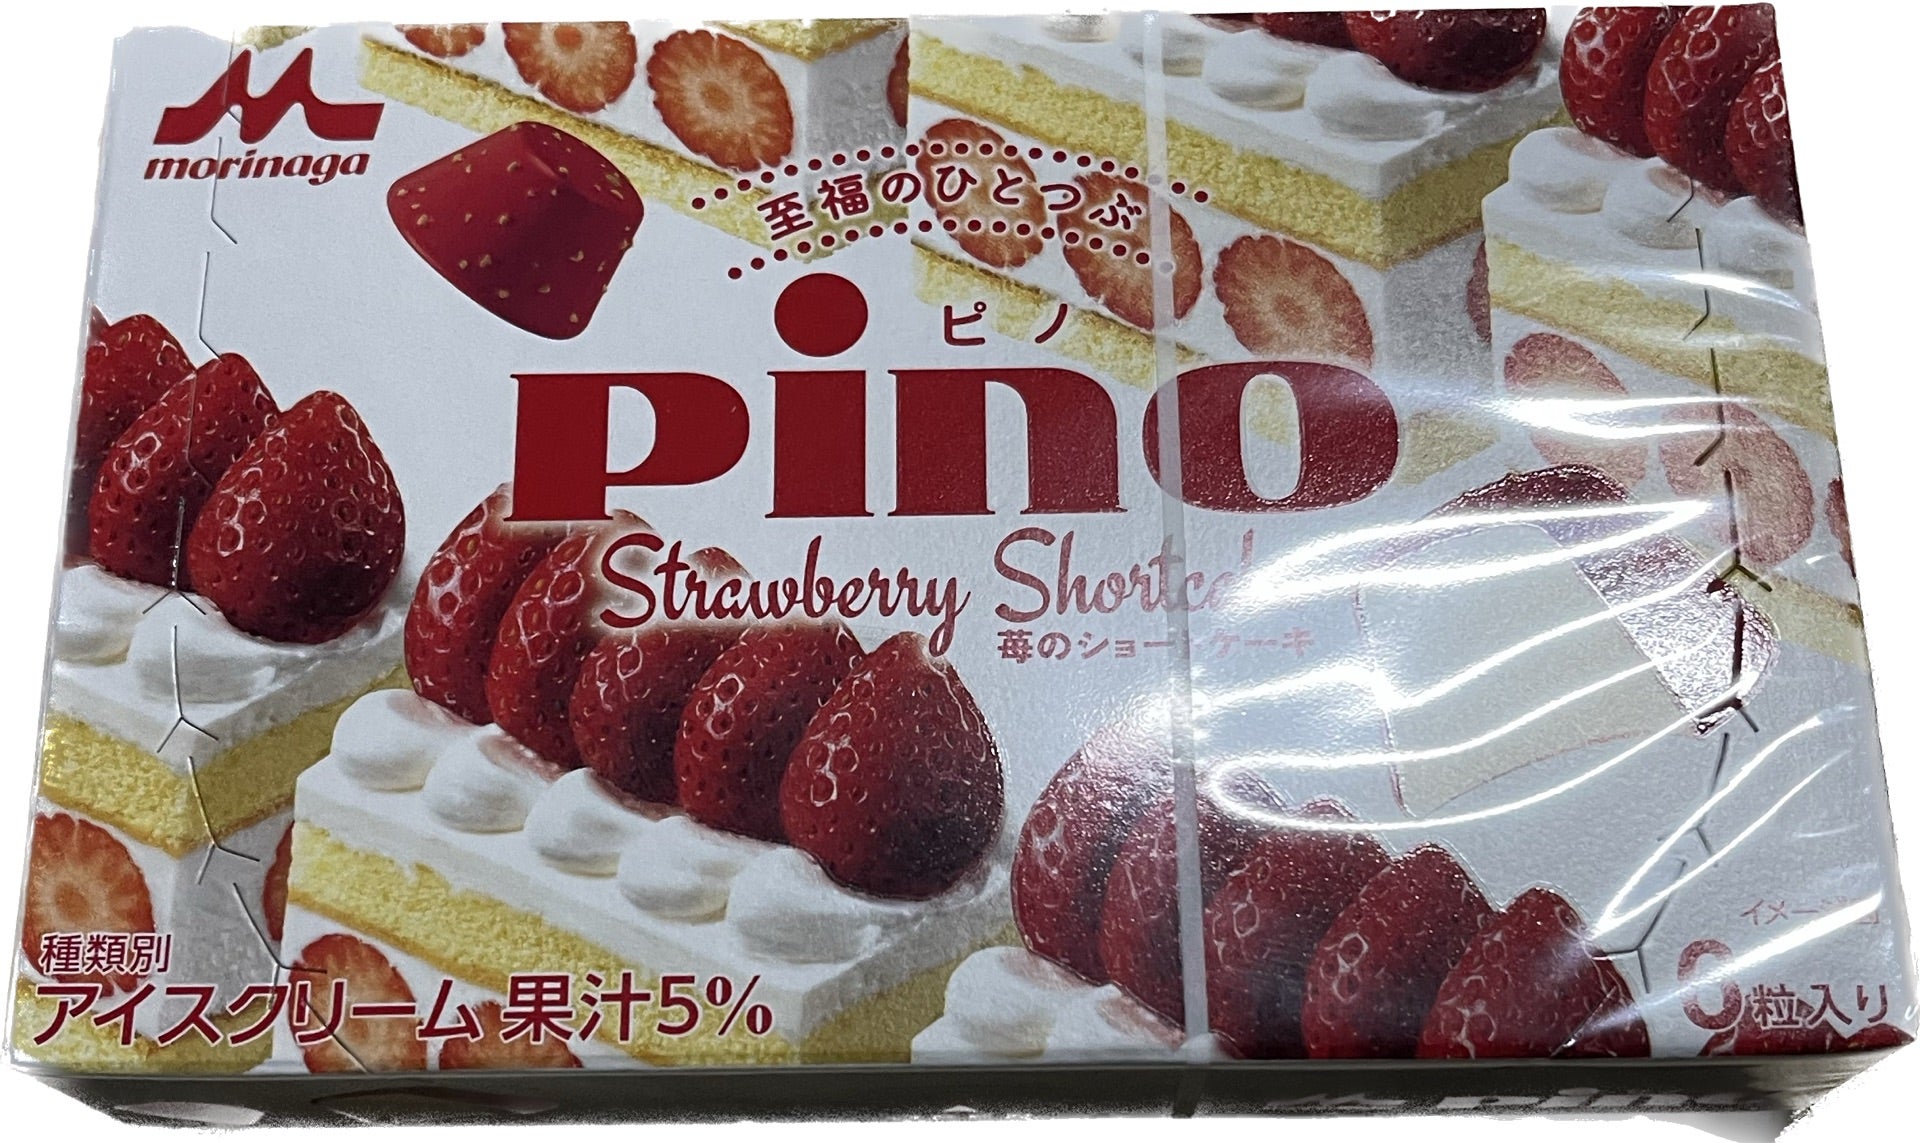 morinaga
至福のひとつぶ
ピノ
pino
Strawberry
苺のショートケーキ
種類別
アイスクリーム 果汁5%
粒入り